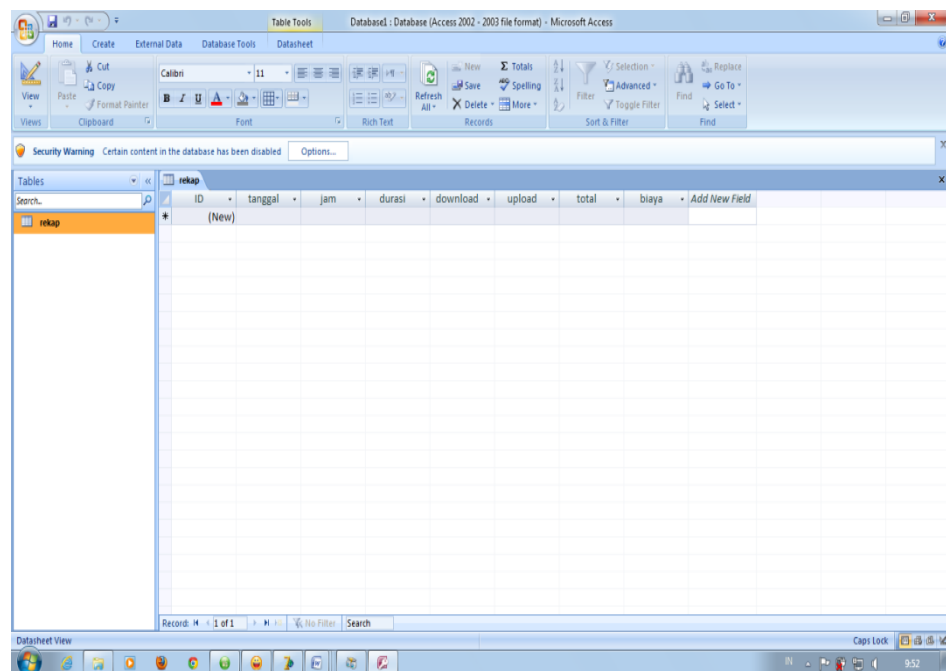 Table Tools Database1 : Database (Access 2002 - 2003 file format) - Microsoft Access
Home Create External Data Database Tools Datasheet
View Paste Cut Copy Format Painter
Calibri 11
B I U A
Refresh All New Save Delete Totals Spelling More
Filter Selection Advanced Toggle Filter
Find Replace Go To Select
Views Clipboard Font Rich Text Records Sort & Filter Find
Security Warning Certain content in the database has been disabled Options...
Tables
Search...
rekap
rekap
ID tanggal jam durasi download upload total biaya Add New Field
(New)
Record: 1 of 1 No Filter Search
Datasheet View Caps Lock
IN 9:52